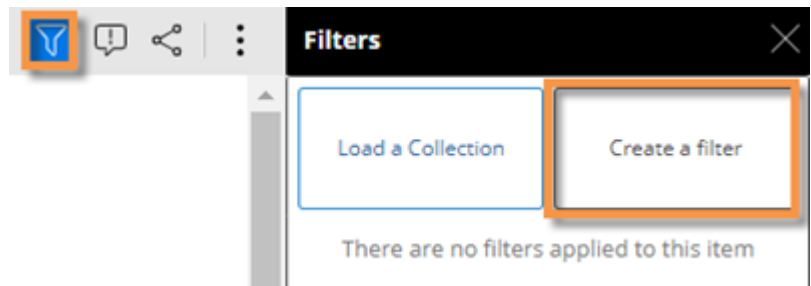 Filters
Load a Collection
Create a filter
There are no filters applied to this item